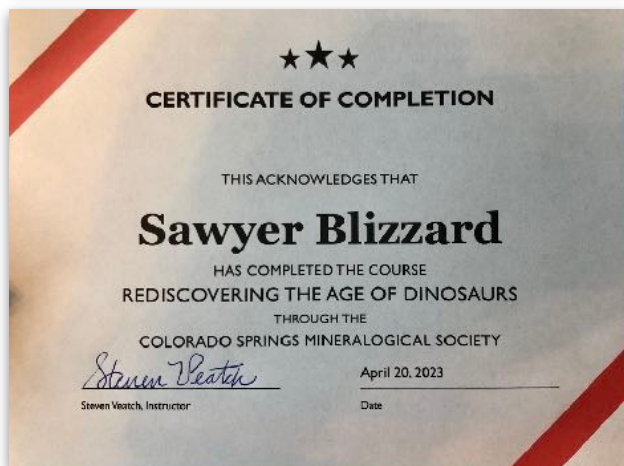 CERTIFICATE OF COMPLETION
THIS ACKNOWLEDGES THAT
Sawyer Blizzard
HAS COMPLETED THE COURSE
REDISCOVERING THE AGE OF DINOSAURS
THROUGH THE
COLORADO SPRINGS MINERALOGICAL SOCIETY
Steven Veatch
April 20, 2023
Steven Veatch, Instructor
Date